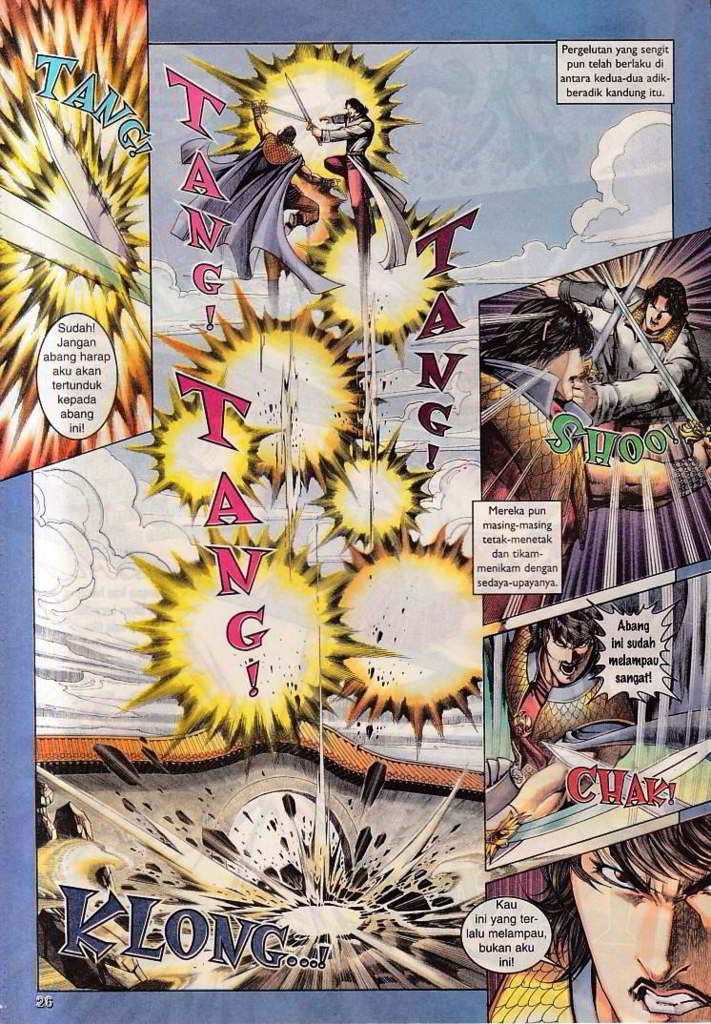 TANG!
Sudah!
Jangan
abang harap
aku akan
tertunduk
kepada
abang
ini!
Pergelutan yang sengit
pun telah berlaku di
antara kedua-dua adik-
beradik kandung itu.
TANG!
TANG!
TANG!
SHOO!
Mereka pun
masing-masing
tetak-menetak
dan tikam-
menikam dengan
sedaya-upayanya.
Abang
ini sudah
melampau
sangat!
CHAK!
KLONG...!
Kau
ini yang ter-
lalu melampau,
bukan aku
ini!
26